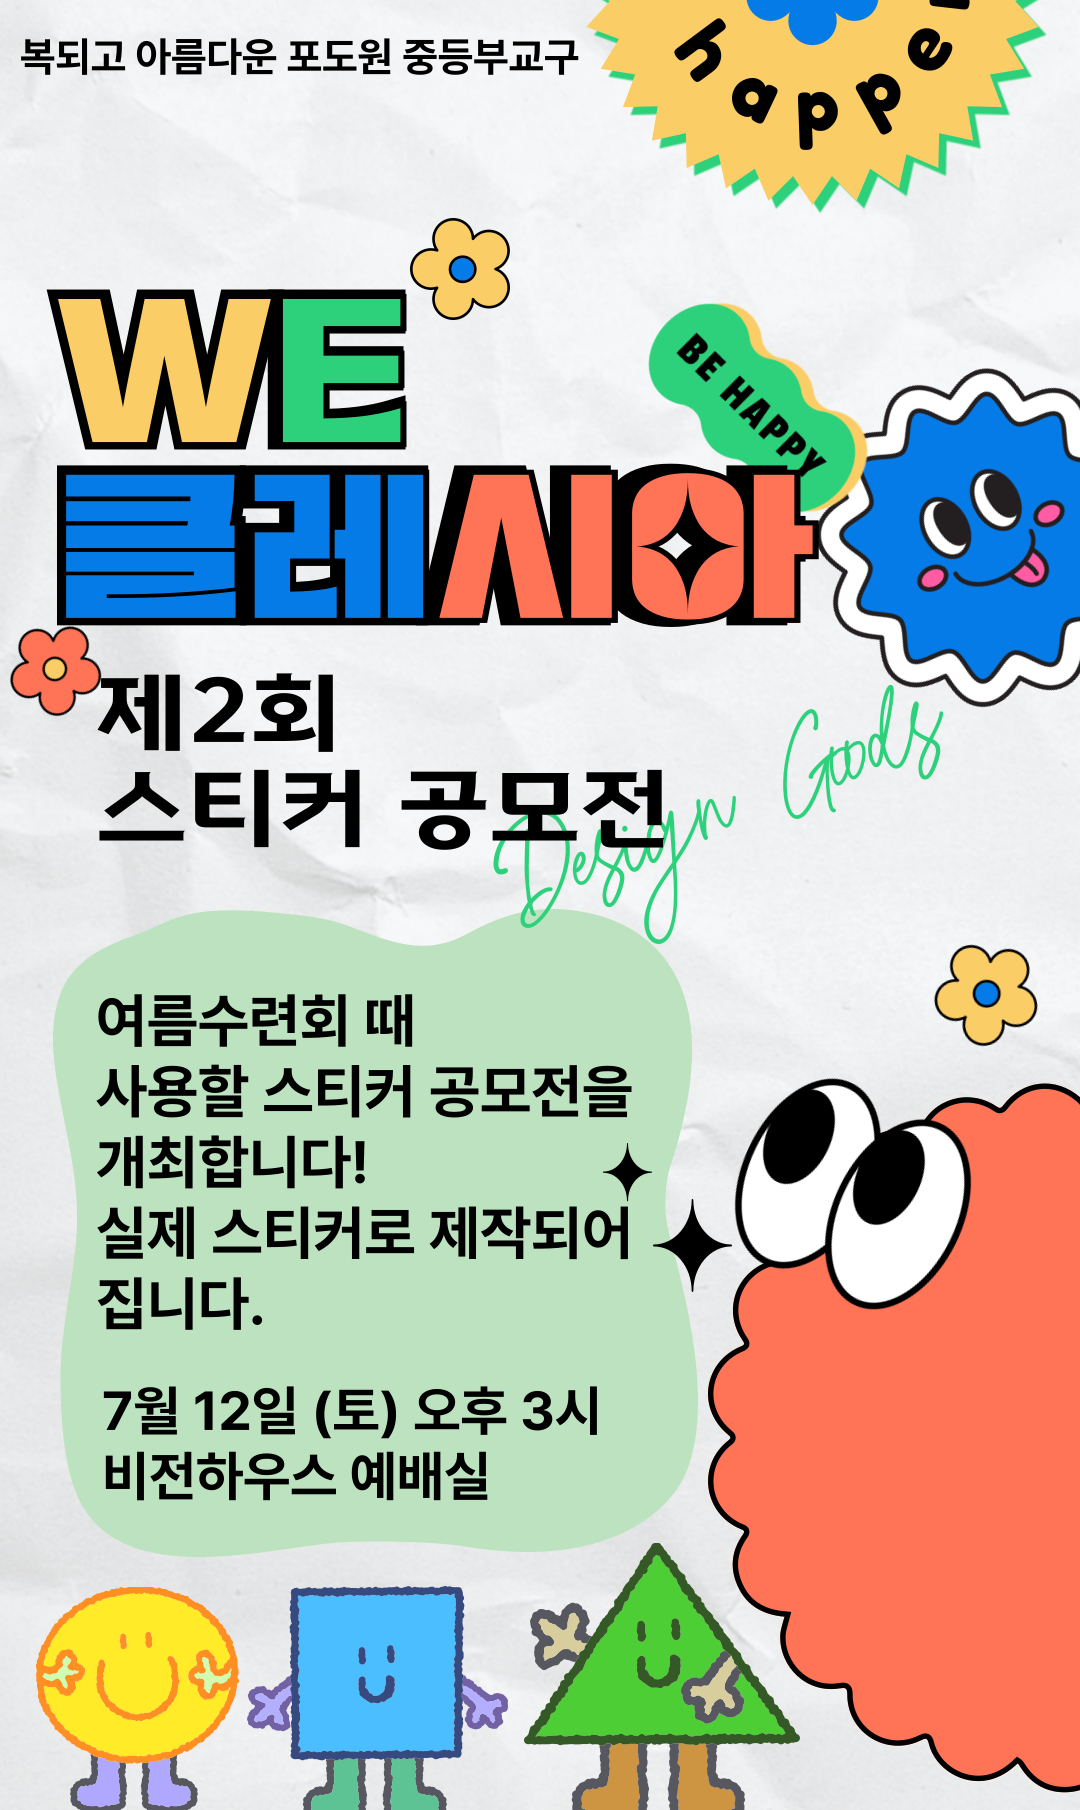 복되고 아름다운 포도원 중등부교구
happe
WE
BE HAPPY
클레시아
제2회
스티커 공모전
Design Goods
여름수련회 때
사용할 스티커 공모전을
개최합니다!
실제 스티커로 제작되어
집니다.
7월 12일 (토) 오후 3시
비전하우스 예배실